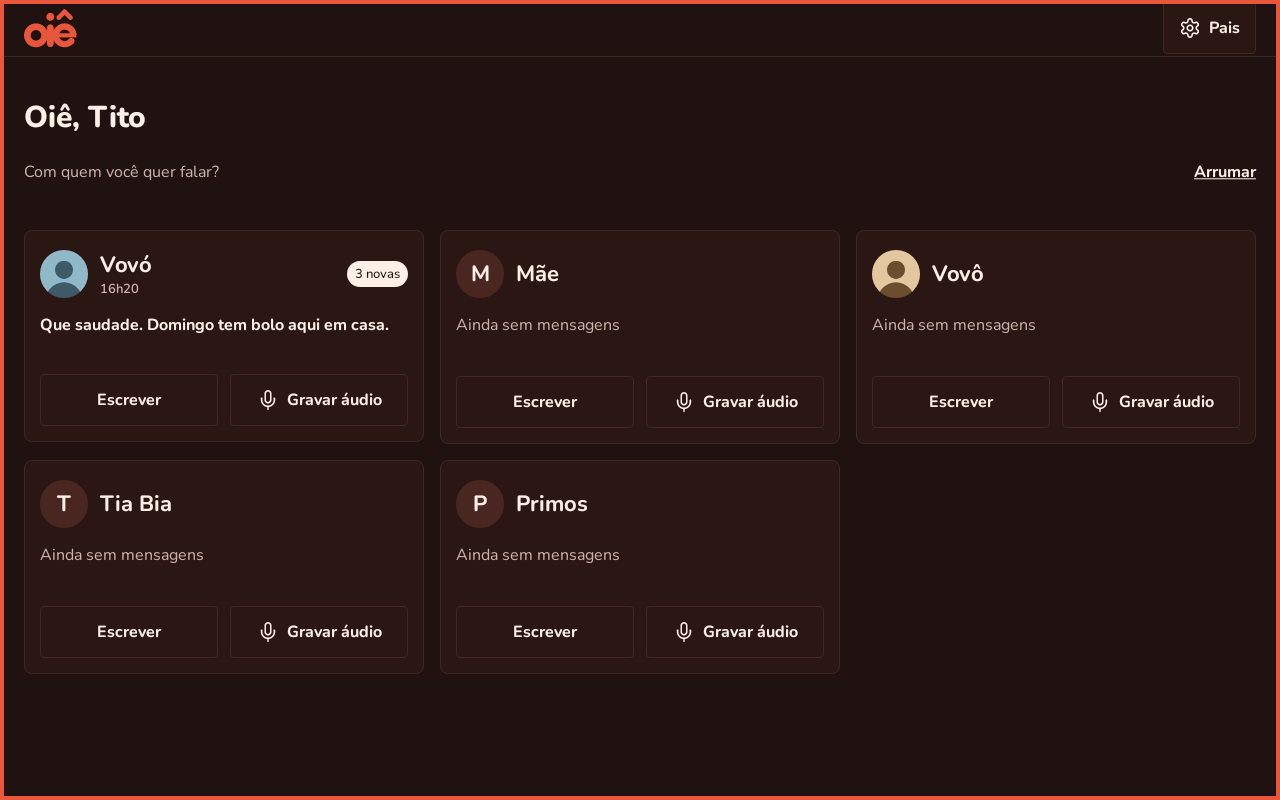 oiê
Pais
Oiê, Tito
Com quem você quer falar?
Arrumar
Vovó
16h20
3 novas
Que saudade. Domingo tem bolo aqui em casa.
Escrever
Gravar áudio
M
Mãe
Ainda sem mensagens
Escrever
Gravar áudio
Vovô
Ainda sem mensagens
Escrever
Gravar áudio
T
Tia Bia
Ainda sem mensagens
Escrever
Gravar áudio
P
Primos
Ainda sem mensagens
Escrever
Gravar áudio